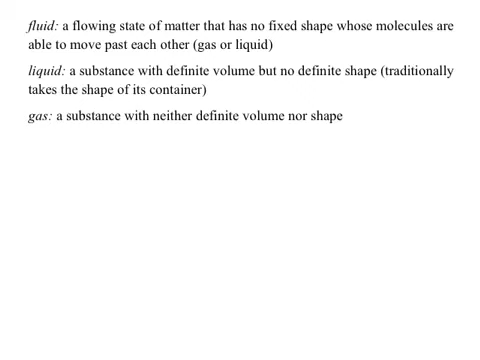 fluid: a flowing state of matter that has no fixed shape whose molecules are
able to move past each other (gas or liquid)
liquid: a substance with definite volume but no definite shape (traditionally
takes the shape of its container)
gas: a substance with neither definite volume nor shape